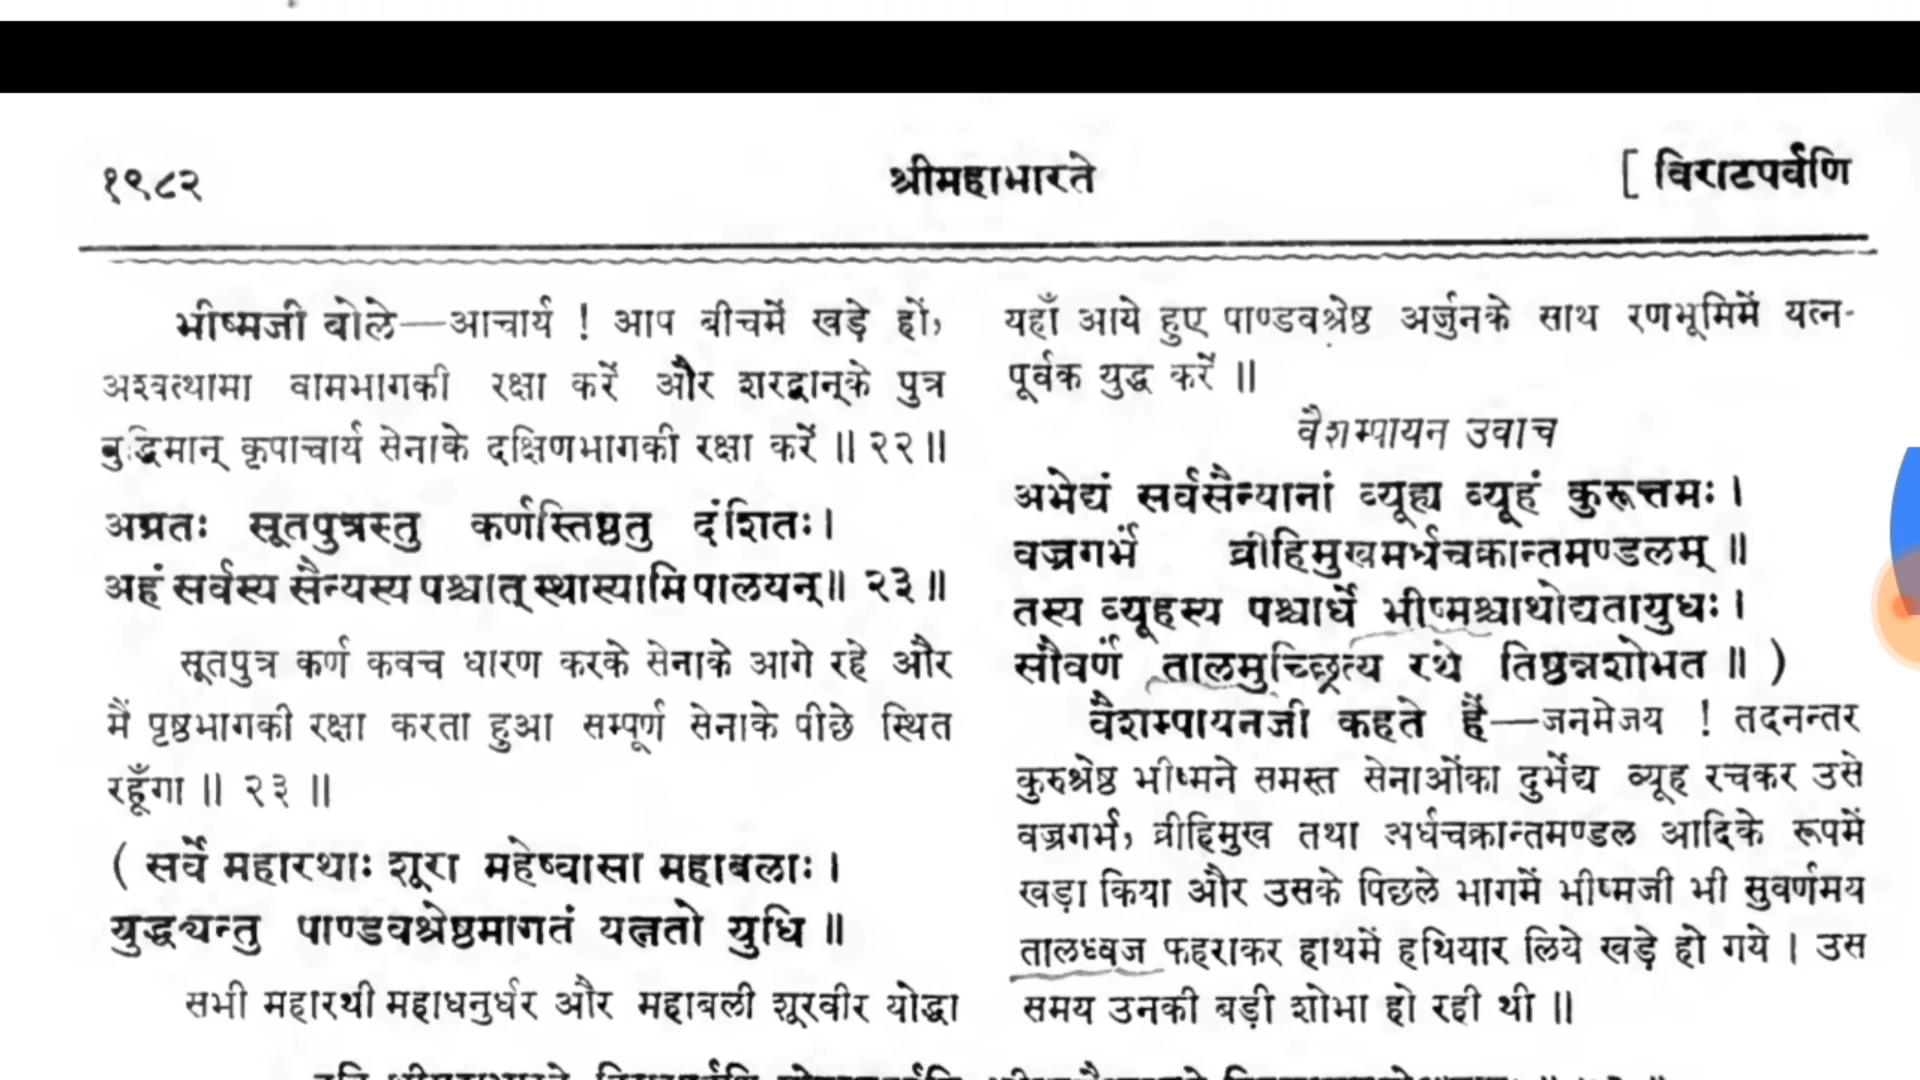 १९८२
श्रीमहाभारते
[ विराटपर्वणि
भीष्मजी बोले—आचार्य ! आप बीचमें खड़े हों,
अश्वत्थामा वामभागकी रक्षा करें और शरद्वान्‌के पुत्र
बुद्धिमान् कृपाचार्य सेनाके दक्षिणभागकी रक्षा करें ॥ २२ ॥
अग्रतः सूतपुत्रस्तु कर्णस्तिष्ठतु दंशितः।
अहं सर्वस्य सैन्यस्य पश्चात् स्थास्यामि पालयन् ॥ २३ ॥
सूतपुत्र कर्ण कवच धारण करके सेनाके आगे रहे और
मैं पृष्ठभागकी रक्षा करता हुआ सम्पूर्ण सेनाके पीछे स्थित
रहूँगा ॥ २३ ॥
( सर्वे महारथाः शूरा महेष्वासा महाबलाः ।
युद्ध्यन्तु पाण्डवश्रेष्ठमागतं यत्नतो युधि ॥
सभी महारथी महाधनुर्धर और महाबली शूरवीर योद्धा
यहाँ आये हुए पाण्डवश्रेष्ठ अर्जुनके साथ रणभूमिमें यत्न-
पूर्वक युद्ध करें ॥
वैशम्पायन उवाच
अभेद्यं सर्वसैन्यानां व्यूह्य व्यूहं कुरूत्तमः ।
वज्रगर्भं व्रीहिमुखमर्धचक्रान्तमण्डलम् ॥
तस्य व्यूहस्य पश्चार्धे भीष्मश्चाथोद्यतायुधः ।
सौवर्णं तालमुच्छ्रित्य रथे तिष्ठन्नशोभत ॥ )
वैशम्पायनजी कहते हैं—जनमेजय ! तदनन्तर
कुरुश्रेष्ठ भीष्मने समस्त सेनाओंका दुर्भेद्य व्यूह रचकर उसे
वज्रगर्भ, व्रीहिमुख तथा अर्धचक्रान्तमण्डल आदिके रूपमें
खड़ा किया और उसके पिछले भागमें भीष्मजी भी सुवर्णमय
तालध्वज फहराकर हाथमें हथियार लिये खड़े हो गये । उस
समय उनकी बड़ी शोभा हो रही थी ॥